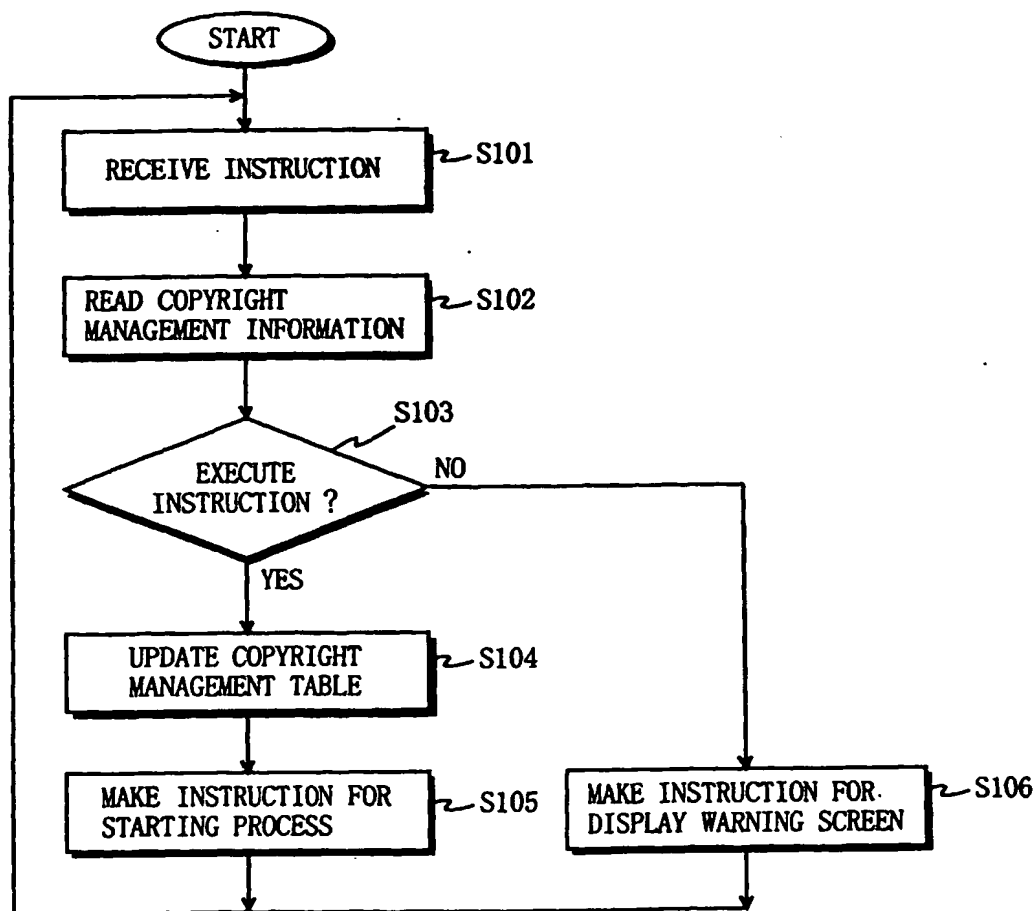 START
RECEIVE INSTRUCTION
S101
READ COPYRIGHT
MANAGEMENT INFORMATION
S102
S103
EXECUTE
INSTRUCTION ?
NO
YES
UPDATE COPYRIGHT
MANAGEMENT TABLE
S104
MAKE INSTRUCTION FOR
STARTING PROCESS
S105
MAKE INSTRUCTION FOR
DISPLAY WARNING SCREEN
S106